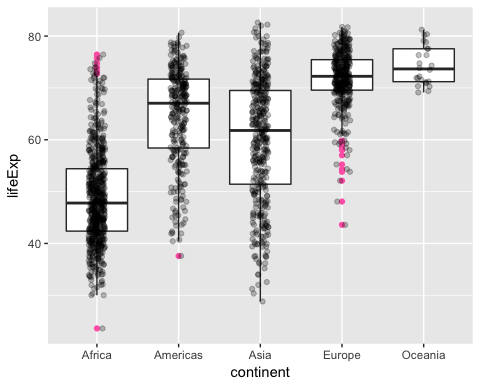 80
60
40
lifeExp
Africa
Americas
Asia
Europe
Oceania
continent